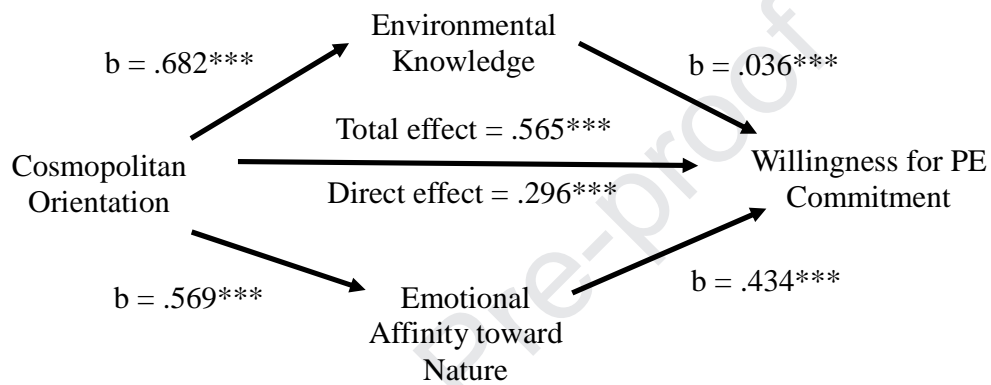 Environmental
Knowledge
b = .682***
b = .036***
Total effect = .565***
Cosmopolitan
Orientation
Willingness for PE
Commitment
Direct effect = .296***
b = .569***
b = .434***
Emotional
Affinity toward
Nature
Pre-proof